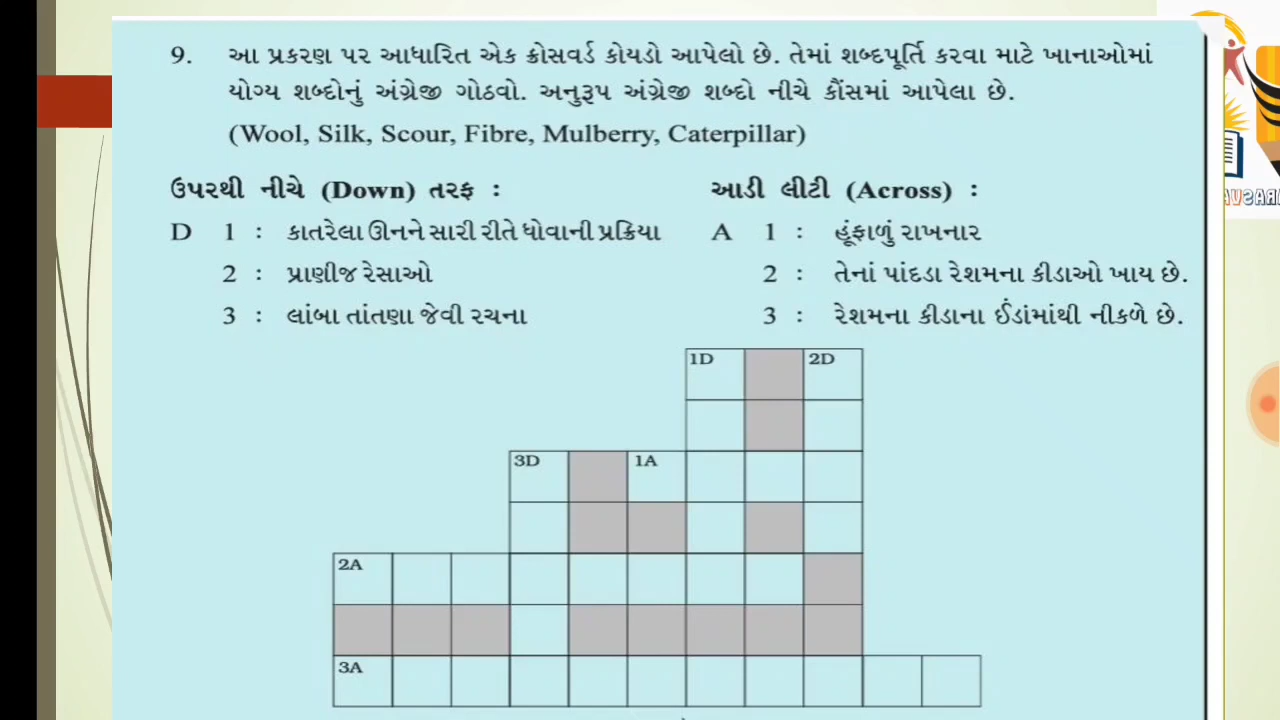 9. આ પ્રકરણ પર આધારિત એક ક્રોસવર્ડ કોયડો આપેલો છે. તેમાં શબ્દપૂર્તિ કરવા માટે ખાનાઓમાં
યોગ્ય શબ્દોનું અંગ્રેજી ગોઠવો. અનુરૂપ અંગ્રેજી શબ્દો નીચે કૌંસમાં આપેલા છે.
(Wool, Silk, Scour, Fibre, Mulberry, Caterpillar)
ઉપરથી નીચે (Down) તરફ : આડી લીટી (Across) :
D 1 : કાતરેલા ઊનને સારી રીતે ધોવાની પ્રક્રિયા A 1 : હૂંફાળું રાખનાર
2 : પ્રાણીજ રેસાઓ 2 : તેનાં પાંદડા રેશમના કીડાઓ ખાય છે.
3 : લાંબા તાંતણા જેવી રચના 3 : રેશમના કીડાના ઈંડાંમાંથી નીકળે છે.
1D 2D
3D 1A
2A
3A